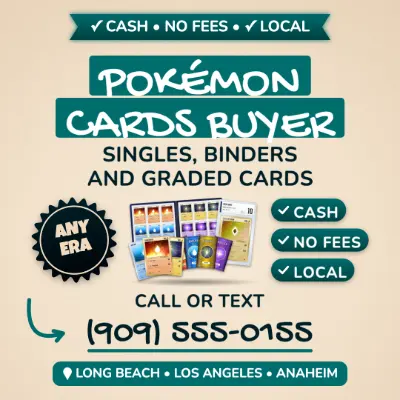 ✓ CASH • NO FEES • ✓ LOCAL
POKÉMON
CARDS BUYER
SINGLES, BINDERS
AND GRADED CARDS
ANY
ERA
10
✓ CASH
✓ NO FEES
✓ LOCAL
CALL OR TEXT
(909) 555-0155
LONG BEACH • LOS ANGELES • ANAHEIM